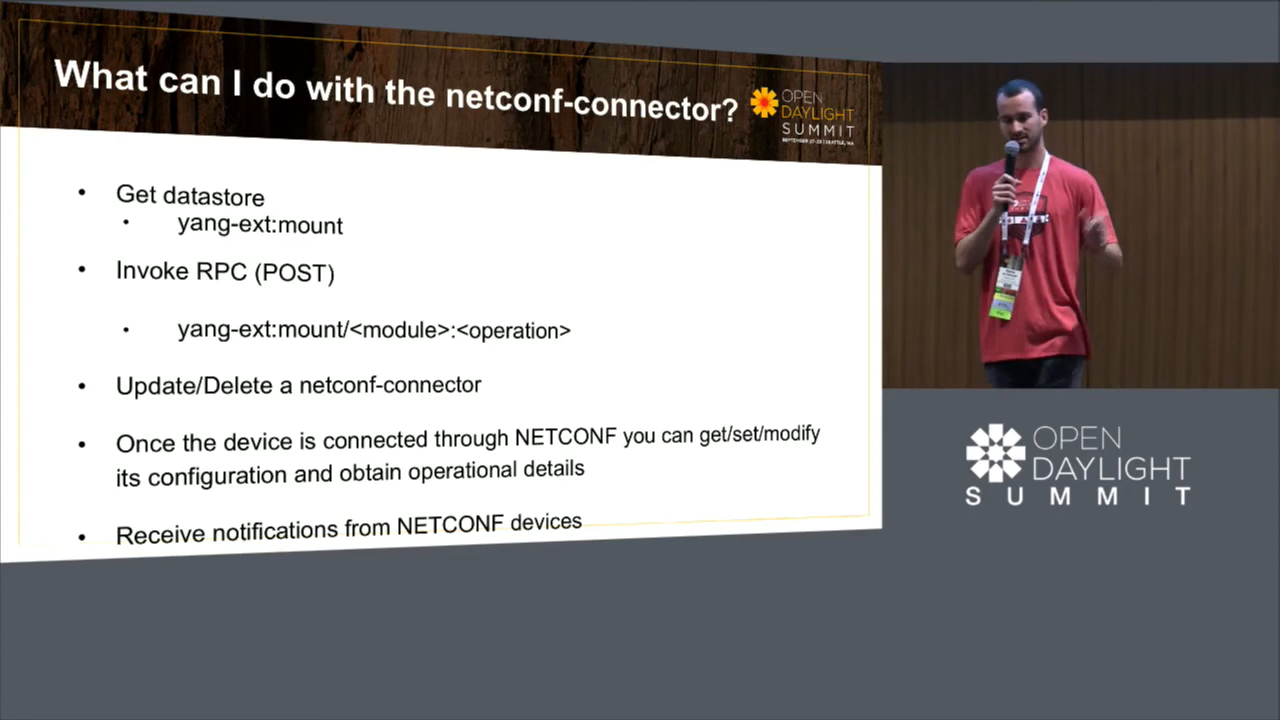 What can I do with the netconf-connector?
OPEN
DAYLIGHT
SUMMIT
• Get datastore
• yang-ext:mount
• Invoke RPC (POST)
• yang-ext:mount/<module>:<operation>
• Update/Delete a netconf-connector
• Once the device is connected through NETCONF you can get/set/modify
its configuration and obtain operational details
• Receive notifications from NETCONF devices
OPEN
DAYLIGHT
SUMMIT